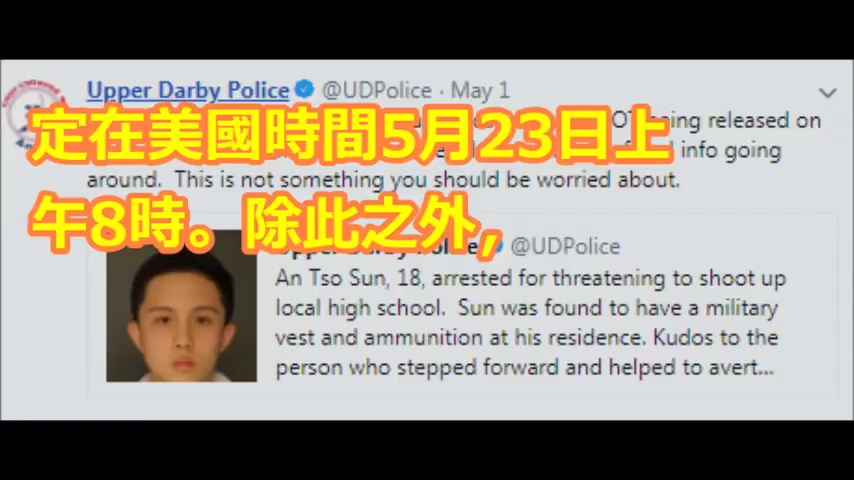 Upper Darby Police @UDPolice · May 1
定在美國時間5月23日上
being released on
info going
around. This is not something you should be worried about.
午8時。除此之外,
@UDPolice
An Tso Sun, 18, arrested for threatening to shoot up
local high school. Sun was found to have a military
vest and ammunition at his residence. Kudos to the
person who stepped forward and helped to avert...